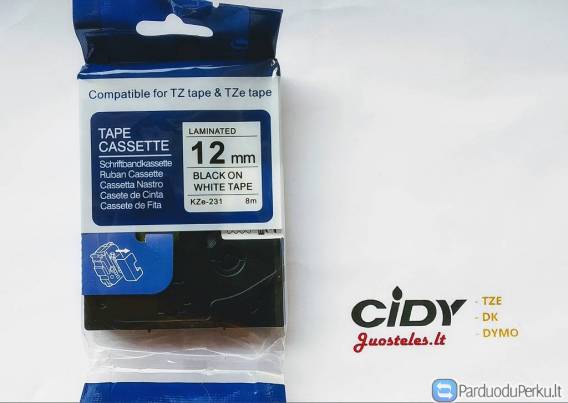 Compatible for TZ tape & TZe tape
TAPE
CASSETTE
Schriftbandkassette
Ruban Cassette
Cassetta Nastro
Casete de Cinta
Cassete de Fita
LAMINATED
12 mm
BLACK ON
WHITE TAPE
KZe-231 8m
CiDY
Juosteles.lt
- TZE
- DK
- DYMO
ParduoduPerku.lt